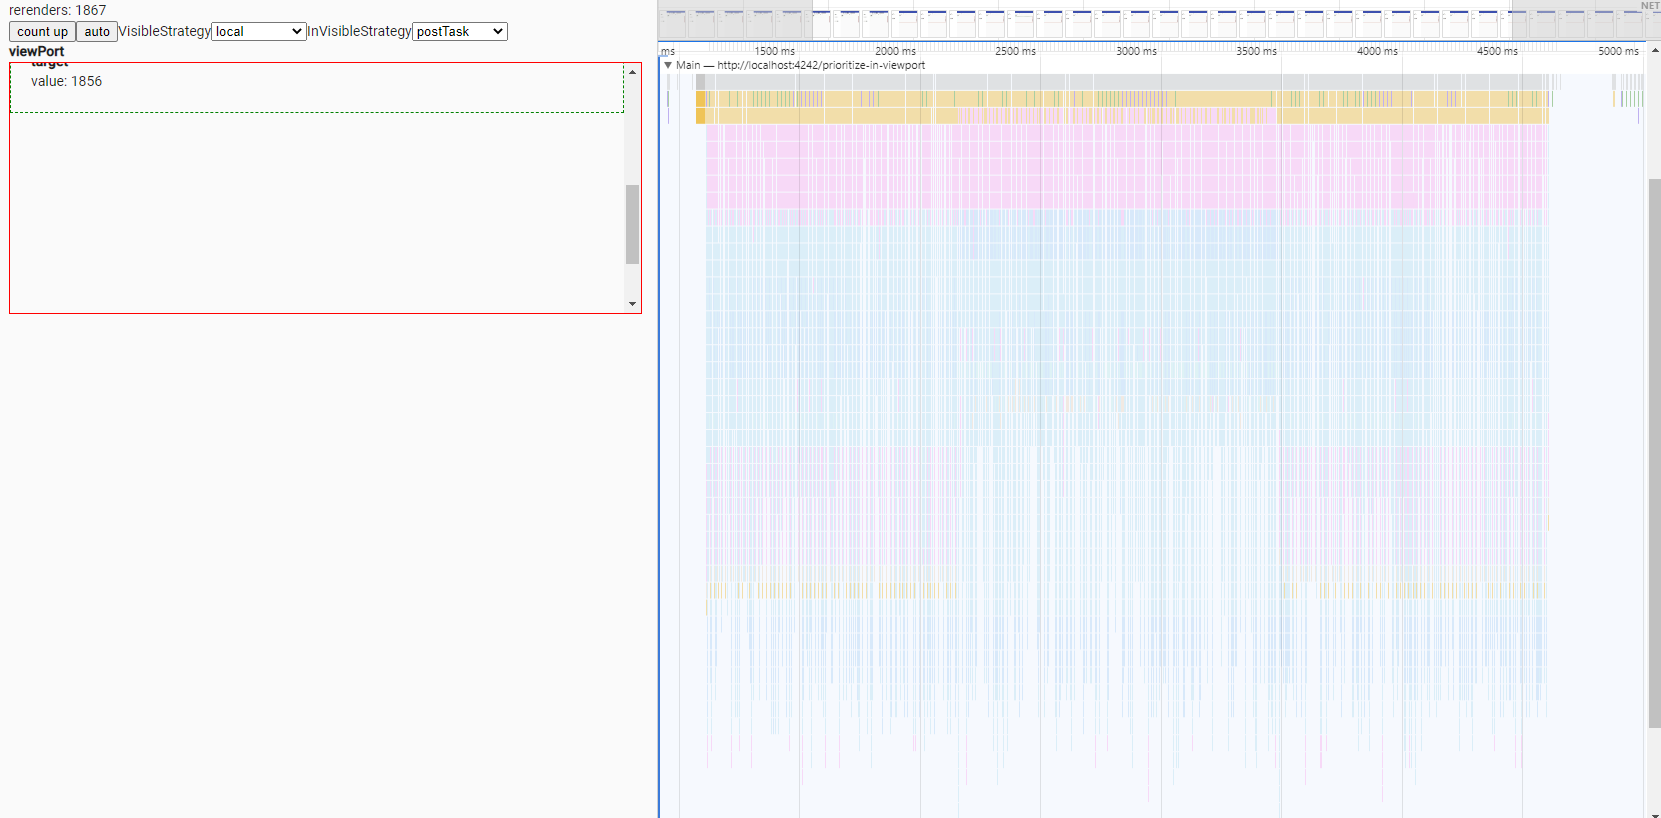 rerenders: 1867
count up auto VisibleStrategy local InVisibleStrategy postTask
viewPort
target
value: 1856
NET
ms 1500 ms 2000 ms 2500 ms 3000 ms 3500 ms 4000 ms 4500 ms 5000 ms
▼ Main — http://localhost:4242/prioritize-in-viewport